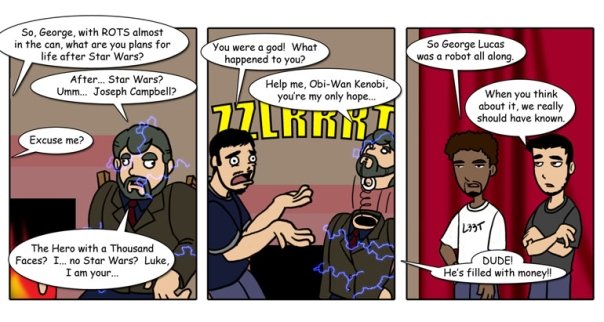 So, George, with ROTS almost
in the can, what are you plans for
life after Star Wars?
After... Star Wars?
Umm... Joseph Campbell?
Excuse me?
The Hero with a Thousand
Faces? I... no Star Wars? Luke,
I am your...
You were a god! What
happened to you?
Help me, Obi-Wan Kenobi,
you're my only hope...
ZZLRRRKT
So George Lucas
was a robot all along.
When you think
about it, we really
should have known.
L33T
DUDE!
He's filled with money!!